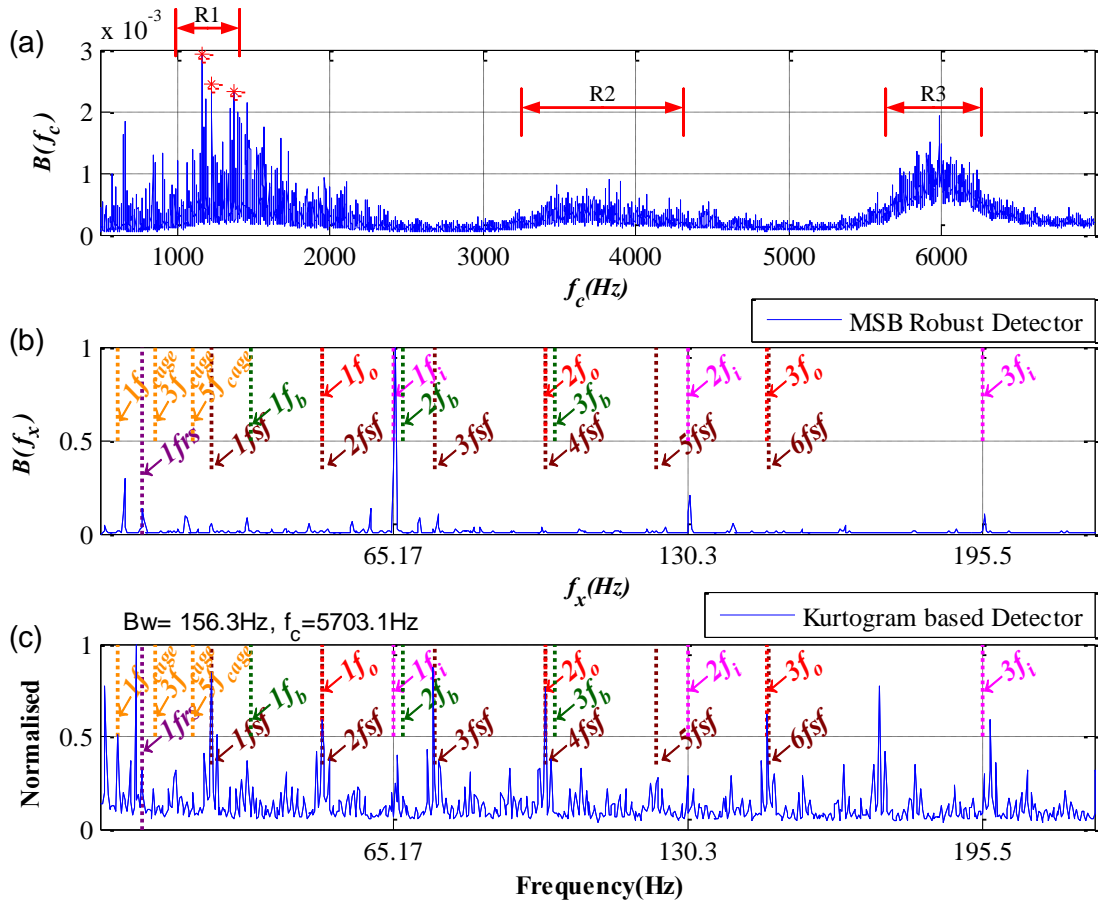 (a)
x 10^-3
R1
R2
R3
3
2
1
0
B(f_c)
1000 2000 3000 4000 5000 6000
f_c(Hz)
MSB Robust Detector
(b)
1
0.5
0
B(f_x)
←1f_cage ←3f_cage ←5f_cage ←1f_b ←1f_o ←1f_i ←2f_b ←2f_o ←3f_b ←2f_i ←3f_o ←3f_i
←1frs ←1fsf ←2fsf ←3fsf ←4fsf ←5fsf ←6fsf
65.17 130.3 195.5
f_x(Hz)
(c)
Bw= 156.3Hz, f_c=5703.1Hz
Kurtogram based Detector
1
0.5
0
Normalised
←1f_cage ←3f_cage ←5f_cage ←1f_b ←1f_o ←1f_i ←2f_b ←2f_o ←3f_b ←2f_i ←3f_o ←3f_i
←1frs ←1fsf ←2fsf ←3fsf ←4fsf ←5fsf ←6fsf
65.17 130.3 195.5
Frequency(Hz)